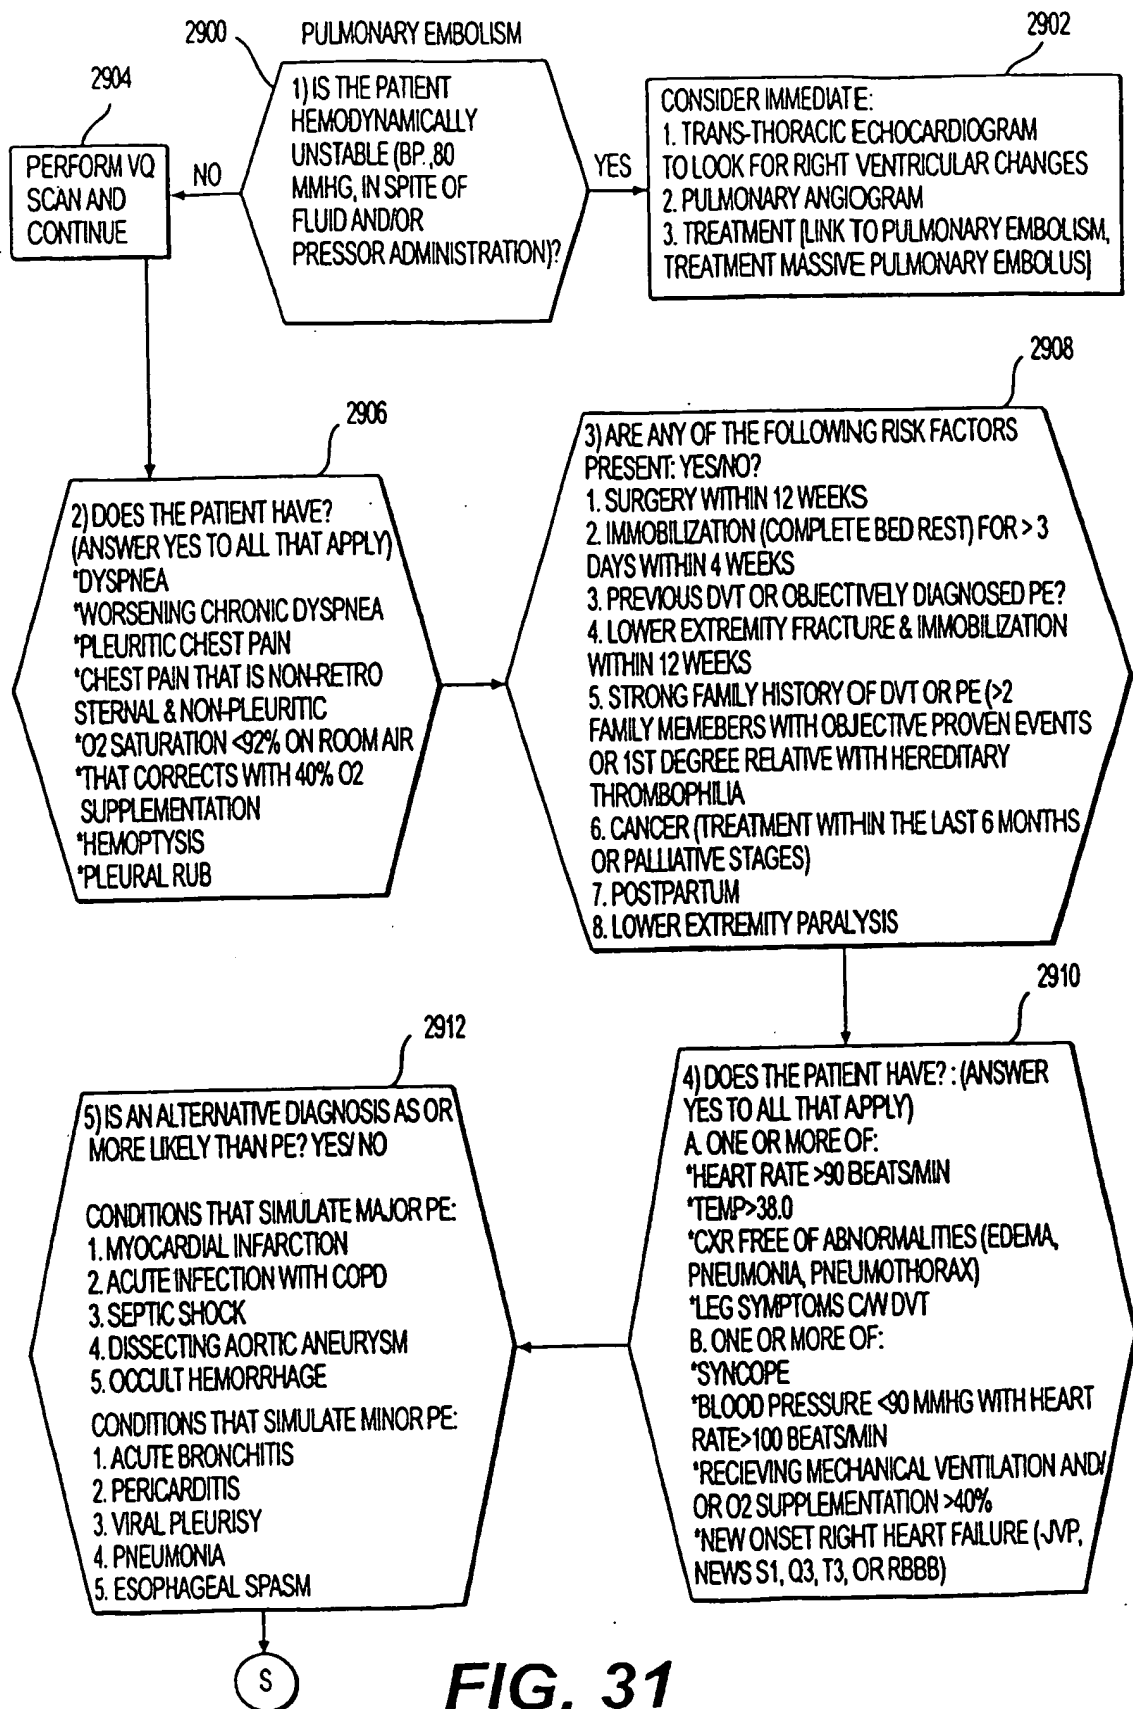 2900
PULMONARY EMBOLISM
1) IS THE PATIENT
HEMODYNAMICALLY
UNSTABLE (BP.,80
MMHG, IN SPITE OF
FLUID AND/OR
PRESSOR ADMINISTRATION)?
YES
2902
CONSIDER IMMEDIATE:
1. TRANS-THORACIC ECHOCARDIOGRAM
TO LOOK FOR RIGHT VENTRICULAR CHANGES
2. PULMONARY ANGIOGRAM
3. TREATMENT [LINK TO PULMONARY EMBOLISM,
TREATMENT MASSIVE PULMONARY EMBOLUS]
NO
2904
PERFORM VQ
SCAN AND
CONTINUE
2906
2) DOES THE PATIENT HAVE?
(ANSWER YES TO ALL THAT APPLY)
*DYSPNEA
*WORSENING CHRONIC DYSPNEA
*PLEURITIC CHEST PAIN
*CHEST PAIN THAT IS NON-RETRO
STERNAL & NON-PLEURITIC
*O2 SATURATION <92% ON ROOM AIR
*THAT CORRECTS WITH 40% O2
SUPPLEMENTATION
*HEMOPTYSIS
*PLEURAL RUB
2908
3) ARE ANY OF THE FOLLOWING RISK FACTORS
PRESENT: YES/NO?
1. SURGERY WITHIN 12 WEEKS
2. IMMOBILIZATION (COMPLETE BED REST) FOR > 3
DAYS WITHIN 4 WEEKS
3. PREVIOUS DVT OR OBJECTIVELY DIAGNOSED PE?
4. LOWER EXTREMITY FRACTURE & IMMOBILIZATION
WITHIN 12 WEEKS
5. STRONG FAMILY HISTORY OF DVT OR PE (>2
FAMILY MEMEBERS WITH OBJECTIVE PROVEN EVENTS
OR 1ST DEGREE RELATIVE WITH HEREDITARY
THROMBOPHILIA
6. CANCER (TREATMENT WITHIN THE LAST 6 MONTHS
OR PALLIATIVE STAGES)
7. POSTPARTUM
8. LOWER EXTREMITY PARALYSIS
2910
4) DOES THE PATIENT HAVE? : (ANSWER
YES TO ALL THAT APPLY)
A. ONE OR MORE OF:
*HEART RATE >90 BEATS/MIN
*TEMP>38.0
*CXR FREE OF ABNORMALITIES (EDEMA,
PNEUMONIA, PNEUMOTHORAX)
*LEG SYMPTOMS C/W DVT
B. ONE OR MORE OF:
*SYNCOPE
*BLOOD PRESSURE <90 MMHG WITH HEART
RATE>100 BEATS/MIN
*RECIEVING MECHANICAL VENTILATION AND/
OR O2 SUPPLEMENTATION >40%
*NEW ONSET RIGHT HEART FAILURE (-JVP,
NEWS S1, Q3, T3, OR RBBB)
2912
5) IS AN ALTERNATIVE DIAGNOSIS AS OR
MORE LIKELY THAN PE? YES/ NO
CONDITIONS THAT SIMULATE MAJOR PE:
1. MYOCARDIAL INFARCTION
2. ACUTE INFECTION WITH COPD
3. SEPTIC SHOCK
4. DISSECTING AORTIC ANEURYSM
5. OCCULT HEMORRHAGE
CONDITIONS THAT SIMULATE MINOR PE:
1. ACUTE BRONCHITIS
2. PERICARDITIS
3. VIRAL PLEURISY
4. PNEUMONIA
5. ESOPHAGEAL SPASM
S
FIG. 31